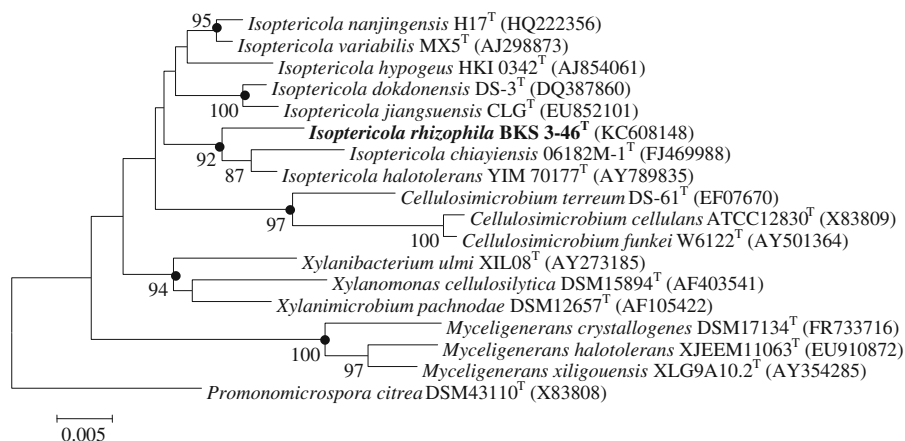 95
Isoptericola nanjingensis H17T (HQ222356)
Isoptericola variabilis MX5T (AJ298873)
Isoptericola hypogeus HKI 0342T (AJ854061)
Isoptericola dokdonensis DS-3T (DQ387860)
100
Isoptericola jiangsuensis CLGT (EU852101)
Isoptericola rhizophila BKS 3-46T (KC608148)
92
Isoptericola chiayiensis 06182M-1T (FJ469988)
87
Isoptericola halotolerans YIM 70177T (AY789835)
Cellulosimicrobium terreum DS-61T (EF07670)
97
Cellulosimicrobium cellulans ATCC12830T (X83809)
100
Cellulosimicrobium funkei W6122T (AY501364)
Xylanibacterium ulmi XIL08T (AY273185)
94
Xylanomonas cellulosilytica DSM15894T (AF403541)
Xylanimicrobium pachnodae DSM12657T (AF105422)
Myceligenerans crystallogenes DSM17134T (FR733716)
100
Myceligenerans halotolerans XJEEM11063T (EU910872)
97
Myceligenerans xiligouensis XLG9A10.2T (AY354285)
Promonomicrospora citrea DSM43110T (X83808)
0.005